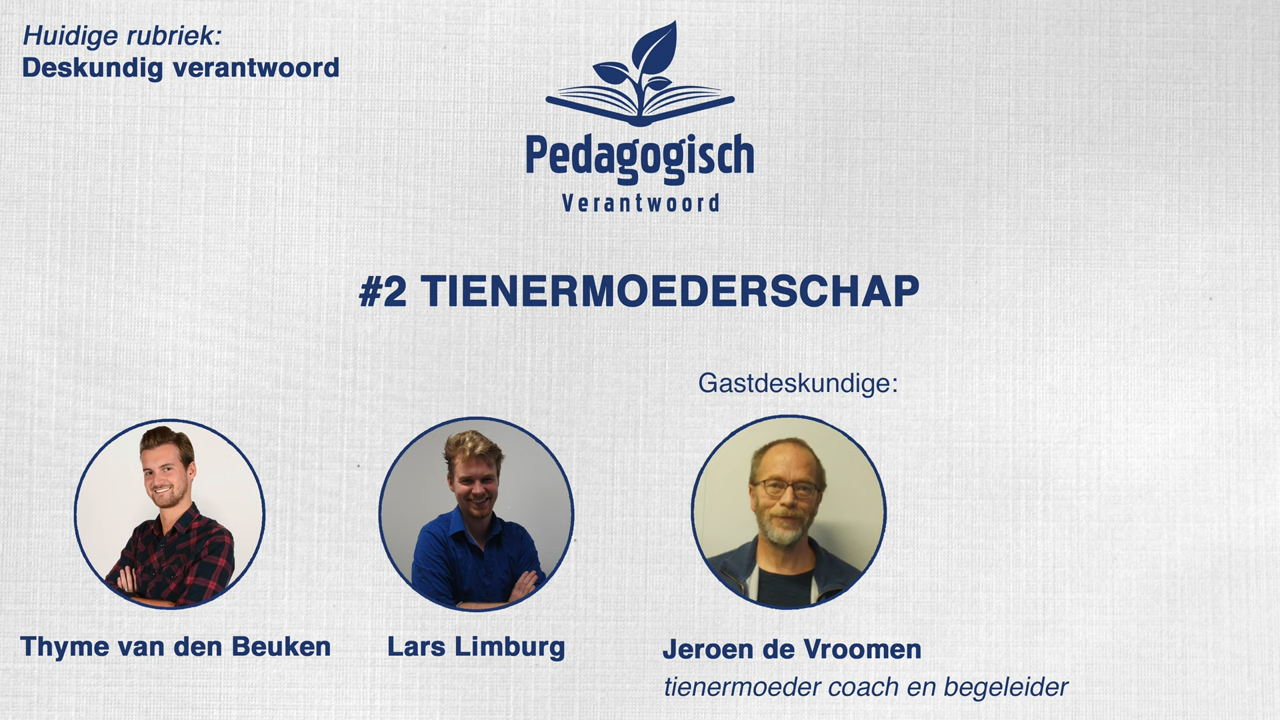 Huidige rubriek:
Deskundig verantwoord
Pedagogisch
Verantwoord
#2 TIENERMOEDERSCHAP
Gastdeskundige:
Thyme van den Beuken
Lars Limburg
Jeroen de Vroomen
tienermoeder coach en begeleider